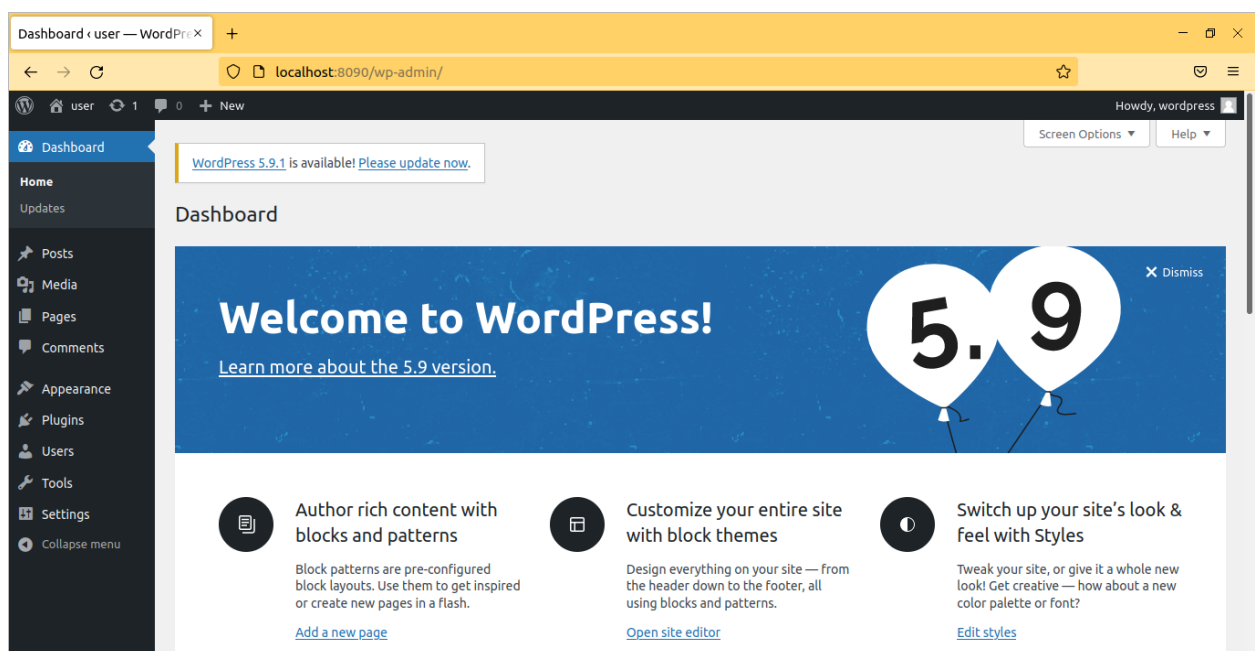 Dashboard ‹ user — WordPre
localhost:8090/wp-admin/
user 1 0 New Howdy, wordpress
Screen Options Help
Dashboard
Home
Updates
Posts
Media
Pages
Comments
Appearance
Plugins
Users
Tools
Settings
Collapse menu
WordPress 5.9.1 is available! Please update now.
Dashboard
Dismiss
Welcome to WordPress!
Learn more about the 5.9 version.
5.9
Author rich content with
blocks and patterns
Block patterns are pre-configured
block layouts. Use them to get inspired
or create new pages in a flash.
Add a new page
Customize your entire site
with block themes
Design everything on your site — from
the header down to the footer, all
using blocks and patterns.
Open site editor
Switch up your site's look &
feel with Styles
Tweak your site, or give it a whole new
look! Get creative — how about a new
color palette or font?
Edit styles